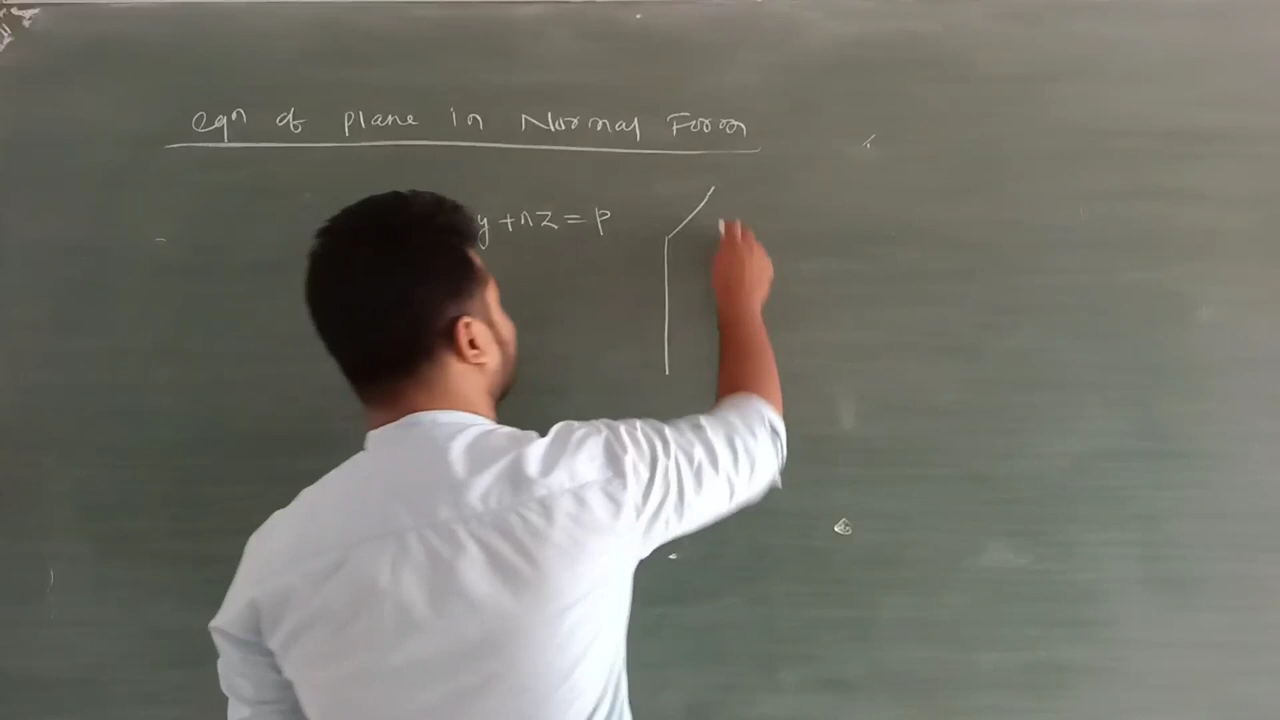 eqn of plane in Normal Form
y + nz = p